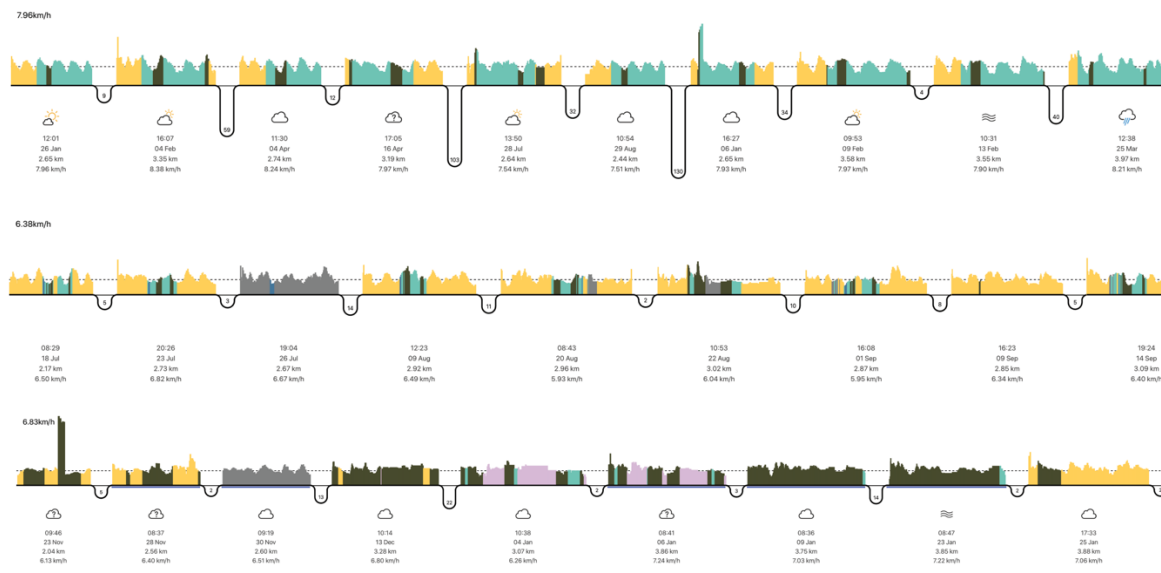 7.96km/h
9
59
12
103
32
130
34
4
40
?
12:01 16:07 11:30 17:05 13:50 10:54 16:27 09:53 10:31 12:38
26 Jan 04 Feb 04 Apr 16 Apr 28 Jul 29 Aug 06 Jan 09 Feb 13 Feb 25 Mar
2.65 km 3.35 km 2.74 km 3.19 km 2.64 km 2.44 km 2.65 km 3.58 km 3.55 km 3.97 km
7.96 km/h 8.38 km/h 8.24 km/h 7.97 km/h 7.54 km/h 7.51 km/h 7.93 km/h 7.97 km/h 7.90 km/h 8.21 km/h
6.38km/h
5
3
14
11
2
10
8
5
08:29 20:26 19:04 12:23 08:43 10:53 16:08 16:23 19:24
18 Jul 23 Jul 26 Jul 09 Aug 20 Aug 22 Aug 01 Sep 09 Sep 14 Sep
2.17 km 2.73 km 2.67 km 2.92 km 2.96 km 3.02 km 2.87 km 2.85 km 3.09 km
6.50 km/h 6.82 km/h 6.67 km/h 6.49 km/h 5.93 km/h 6.04 km/h 5.95 km/h 6.34 km/h 6.40 km/h
6.83km/h
5
2
13
22
2
3
14
2
? ? ?
09:46 08:37 09:19 10:14 10:38 08:41 08:36 08:47 17:33
23 Nov 28 Nov 30 Nov 13 Dec 04 Jan 06 Jan 09 Jan 23 Jan 25 Jan
2.04 km 2.56 km 2.60 km 3.28 km 3.07 km 3.86 km 3.75 km 3.85 km 3.88 km
6.13 km/h 6.40 km/h 6.51 km/h 6.80 km/h 6.26 km/h 7.24 km/h 7.03 km/h 7.22 km/h 7.06 km/h